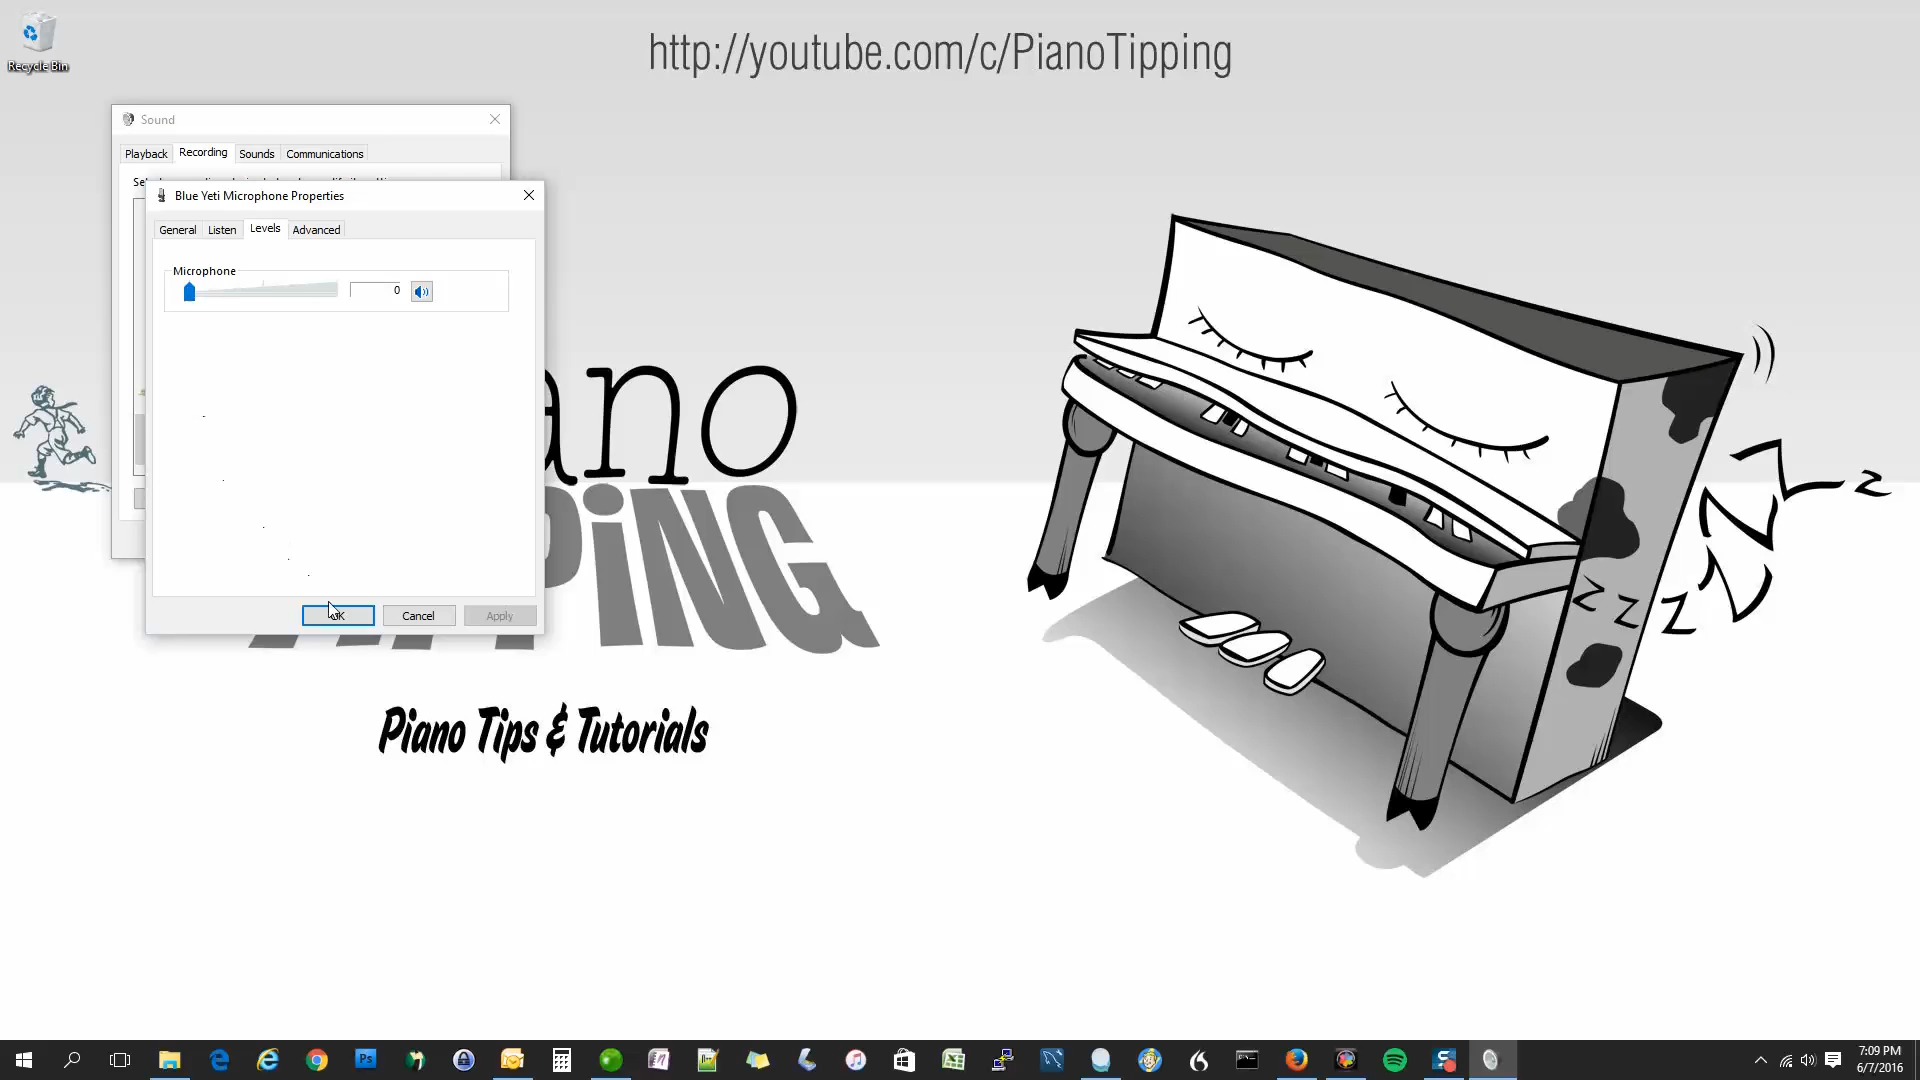 http://youtube.com/c/PianoTipping
Recycle Bin
Sound
Playback
Recording
Sounds
Communications
Blue Yeti Microphone Properties
General
Listen
Levels
Advanced
Microphone
0
ano
PiNG
Piano Tips & Tutorials
Cancel
Apply
z
z
z
z
Ps
7:09 PM
6/7/2016